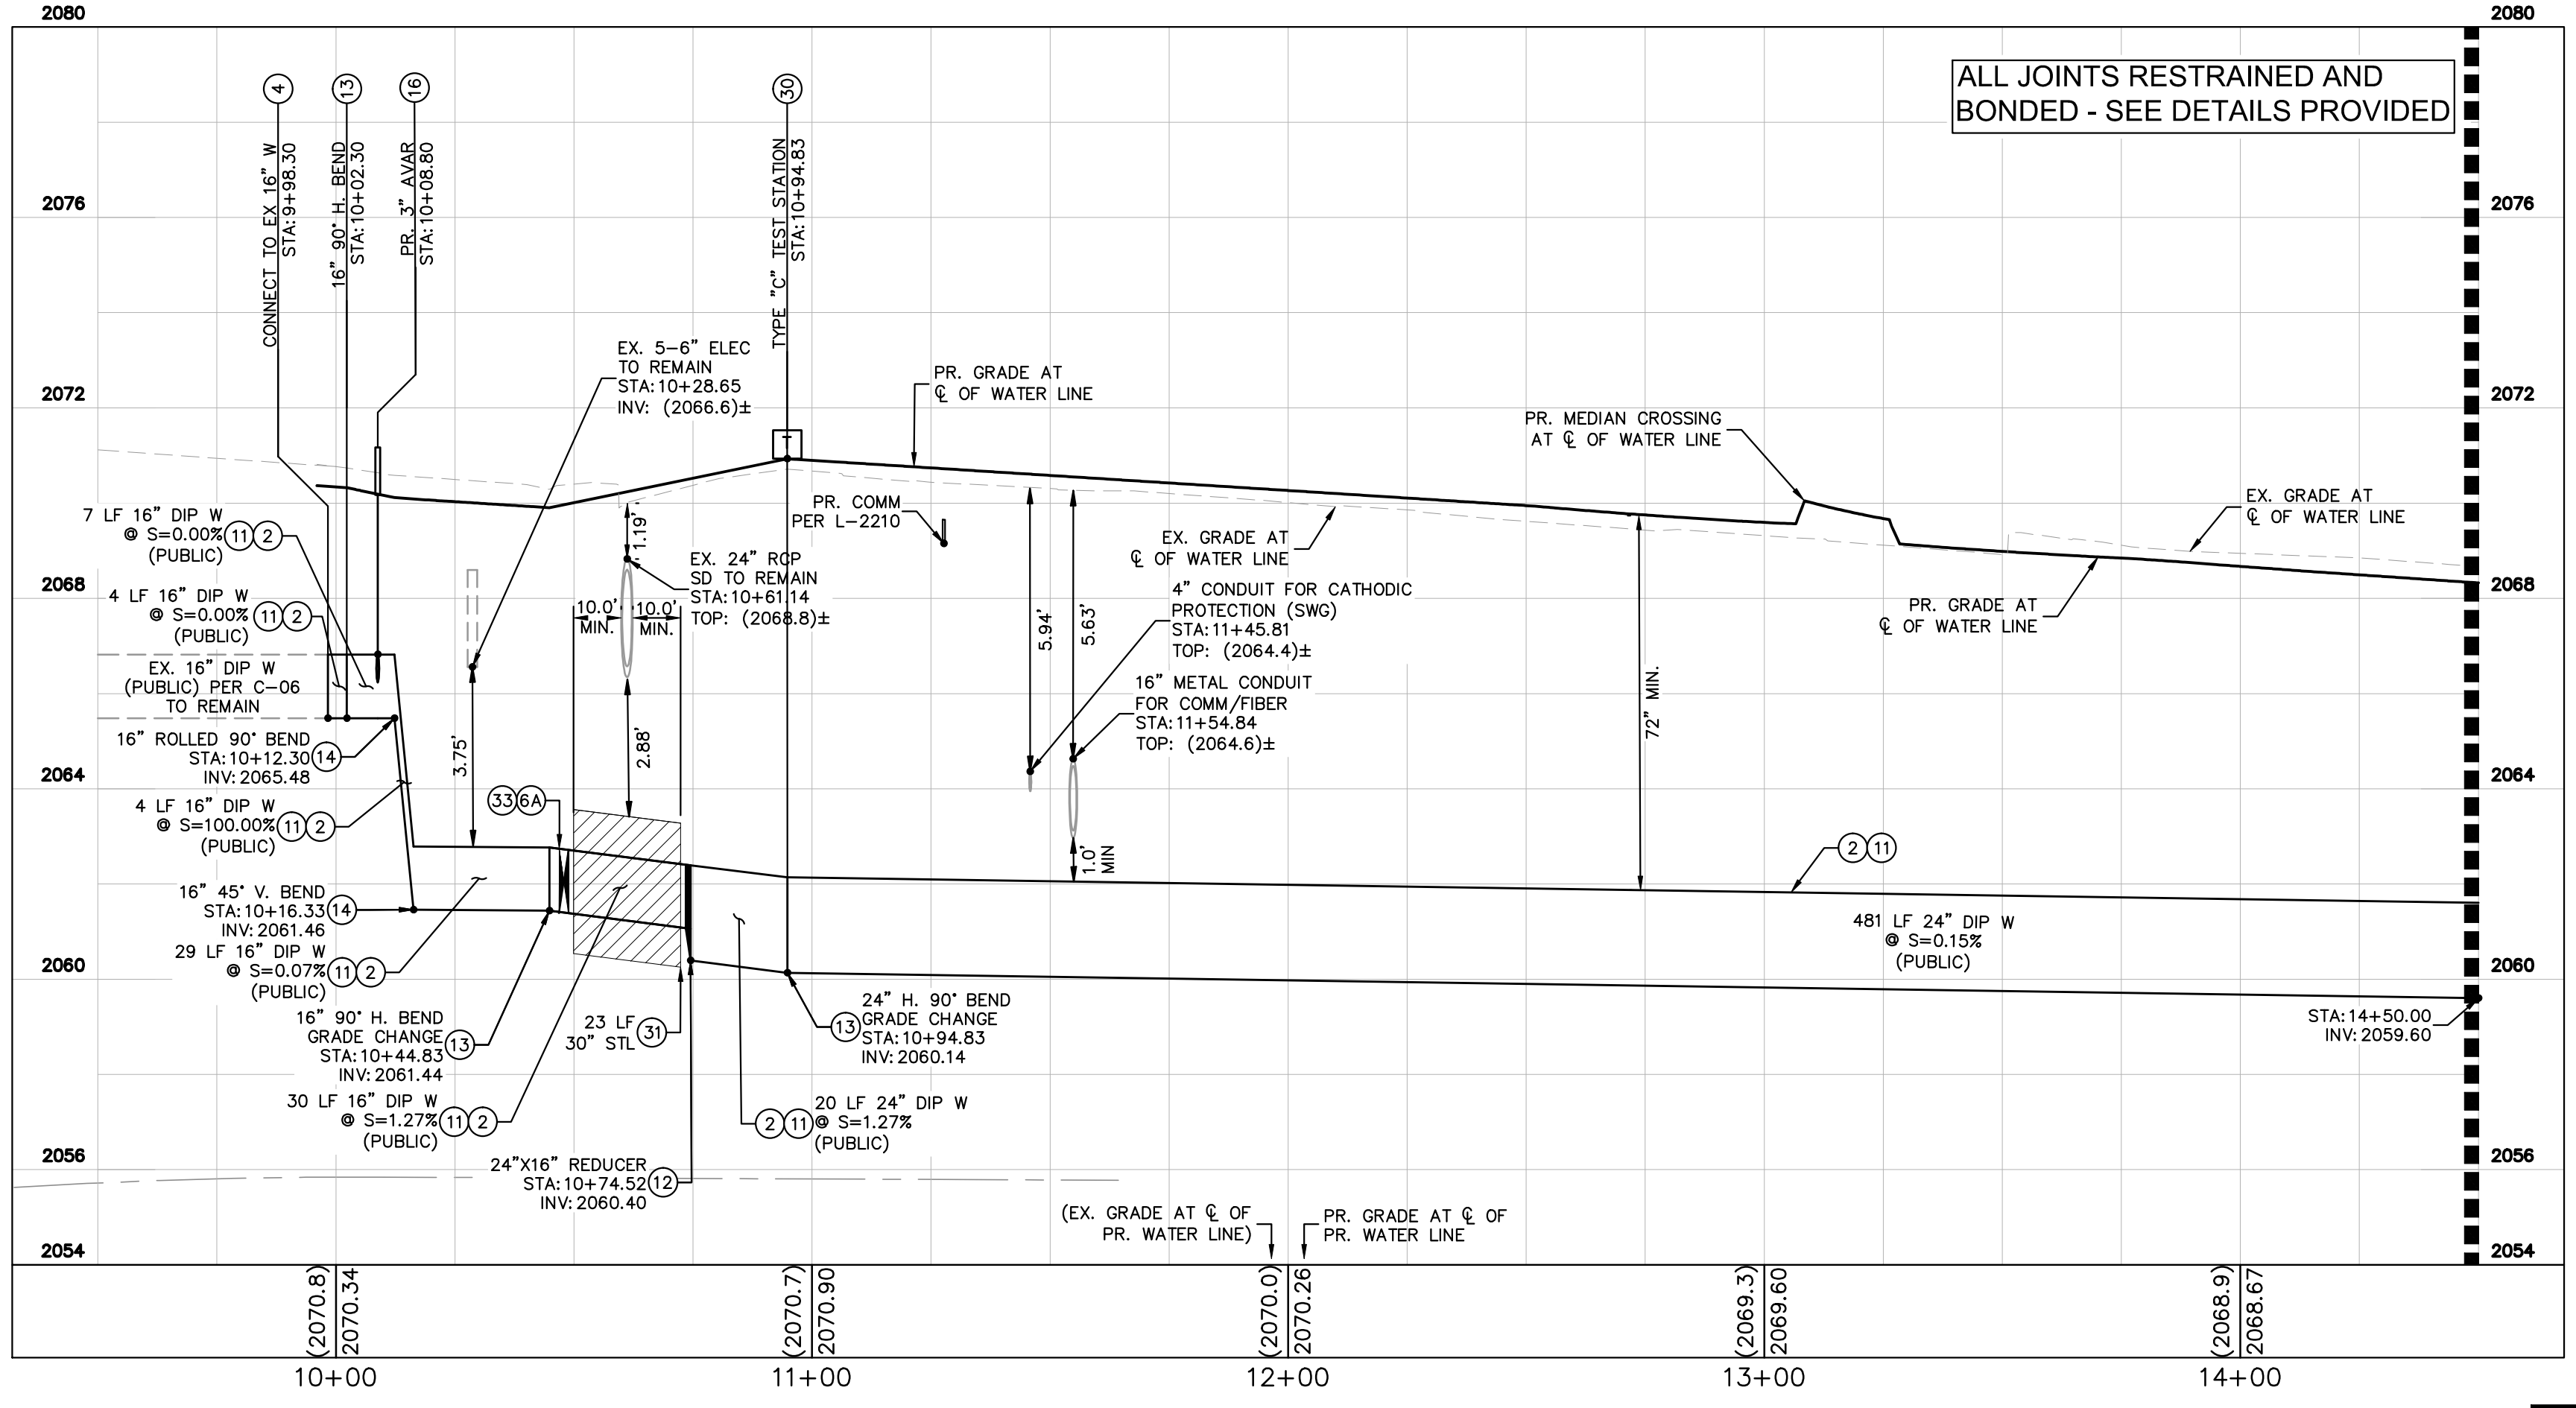 2080
2080
ALL JOINTS RESTRAINED AND
BONDED - SEE DETAILS PROVIDED
4
CONNECT TO EX 16" W
STA: 9+98.30
13
16" 90° H. BEND
STA: 10+02.30
16
PR. 3" AVAR
STA: 10+08.80
30
TYPE "C" TEST STATION
STA: 10+94.83
2076
2076
EX. 5-6" ELEC
TO REMAIN
STA: 10+28.65
INV: (2066.6)±
PR. GRADE AT
℄ OF WATER LINE
2072
2072
PR. MEDIAN CROSSING
AT ℄ OF WATER LINE
7 LF 16" DIP W
@ S=0.00% 11 2
(PUBLIC)
1.19'
PR. COMM
PER L-2210
EX. GRADE AT
℄ OF WATER LINE
EX. GRADE AT
℄ OF WATER LINE
EX. 24" RCP
SD TO REMAIN
STA: 10+61.14
TOP: (2068.8)±
2068
2068
4 LF 16" DIP W
@ S=0.00% 11 2
(PUBLIC)
10.0'
MIN.
10.0'
MIN.
5.94'
5.63'
4" CONDUIT FOR CATHODIC
PROTECTION (SWG)
STA: 11+45.81
TOP: (2064.4)±
PR. GRADE AT
℄ OF WATER LINE
EX. 16" DIP W
(PUBLIC) PER C-06
TO REMAIN
16" METAL CONDUIT
FOR COMM/FIBER
STA: 11+54.84
TOP: (2064.6)±
72" MIN.
16" ROLLED 90° BEND
STA: 10+12.30 14
INV: 2065.48
3.75'
2.88'
2064
2064
4 LF 16" DIP W
@ S=100.00% 11 2
(PUBLIC)
33 6A
1.0'
MIN
2 11
16" 45° V. BEND
STA: 10+16.33 14
INV: 2061.46
481 LF 24" DIP W
@ S=0.15%
(PUBLIC)
29 LF 16" DIP W
@ S=0.07% 11 2
(PUBLIC)
2060
2060
16" 90° H. BEND
GRADE CHANGE
STA: 10+44.83 13
INV: 2061.44
23 LF
30" STL 31
24" H. 90° BEND
13 GRADE CHANGE
STA: 10+94.83
INV: 2060.14
STA: 14+50.00
INV: 2059.60
30 LF 16" DIP W
@ S=1.27% 11 2
(PUBLIC)
20 LF 24" DIP W
2 11 @ S=1.27%
(PUBLIC)
2056
2056
24"X16" REDUCER
STA: 10+74.52 12
INV: 2060.40
(EX. GRADE AT ℄ OF
PR. WATER LINE)
PR. GRADE AT ℄ OF
PR. WATER LINE
2054
2054
(2070.8)
2070.34
(2070.7)
2070.90
(2070.0)
2070.26
(2069.3)
2069.60
(2068.9)
2068.67
10+00
11+00
12+00
13+00
14+00